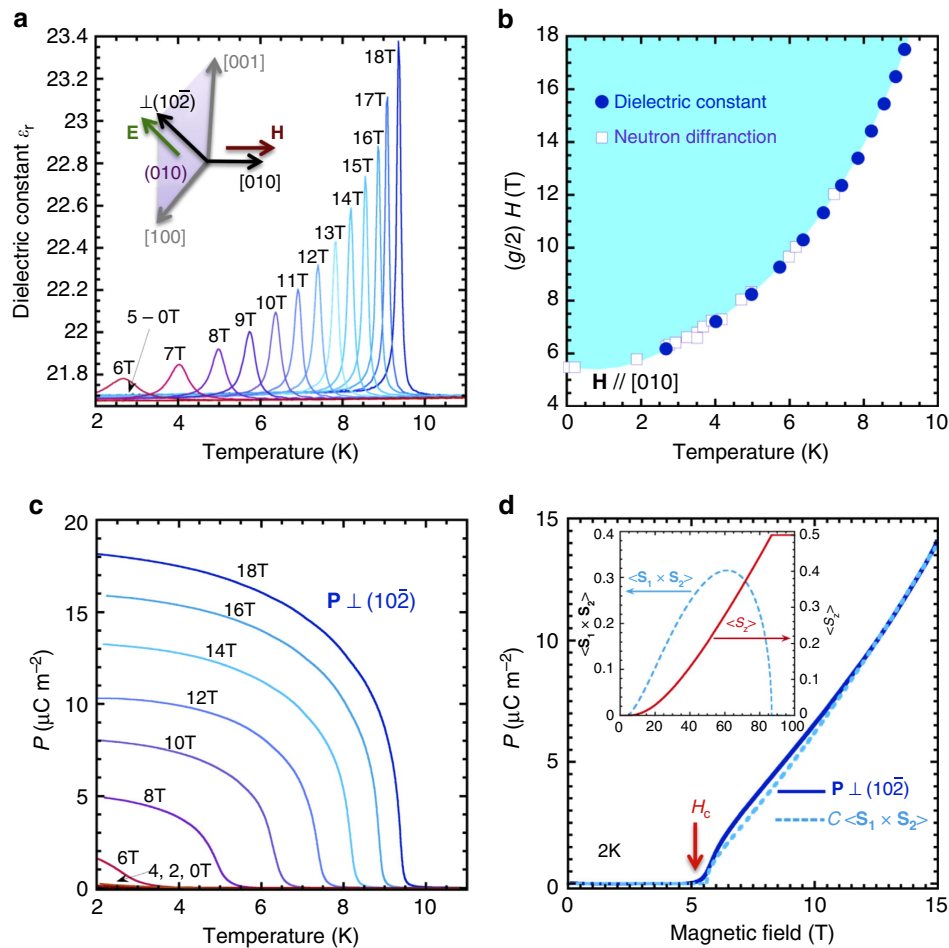 a
Dielectric constant εr
23.4
23
22.6
22.4
22.2
22
21.8
2
4
6
8
10
Temperature (K)
[001]
⊥(102̄)
E
H
(010)
[010]
[100]
5 – 0T
6T
7T
8T
9T
10T
11T
12T
13T
14T
15T
16T
17T
18T
b
(g/2) H (T)
18
16
14
12
10
8
6
4
0
2
4
6
8
10
Temperature (K)
Dielectric constant
Neutron diffranction
H // [010]
c
P (μC m−2)
20
15
10
5
0
2
4
6
8
10
Temperature (K)
P ⊥ (102̄)
18T
16T
14T
12T
10T
8T
6T
4, 2, 0T
d
P (μC m−2)
15
10
5
0
0
5
10
15
Magnetic field (T)
<S1 × S2>
0.4
0.3
0.2
0.1
0
0
20
40
60
80
100
0.5
0.4
0.3
0.2
0.1
0
<Sz>
<S1 × S2>
<Sz>
Hc
2K
P ⊥ (102̄)
C <S1 × S2>